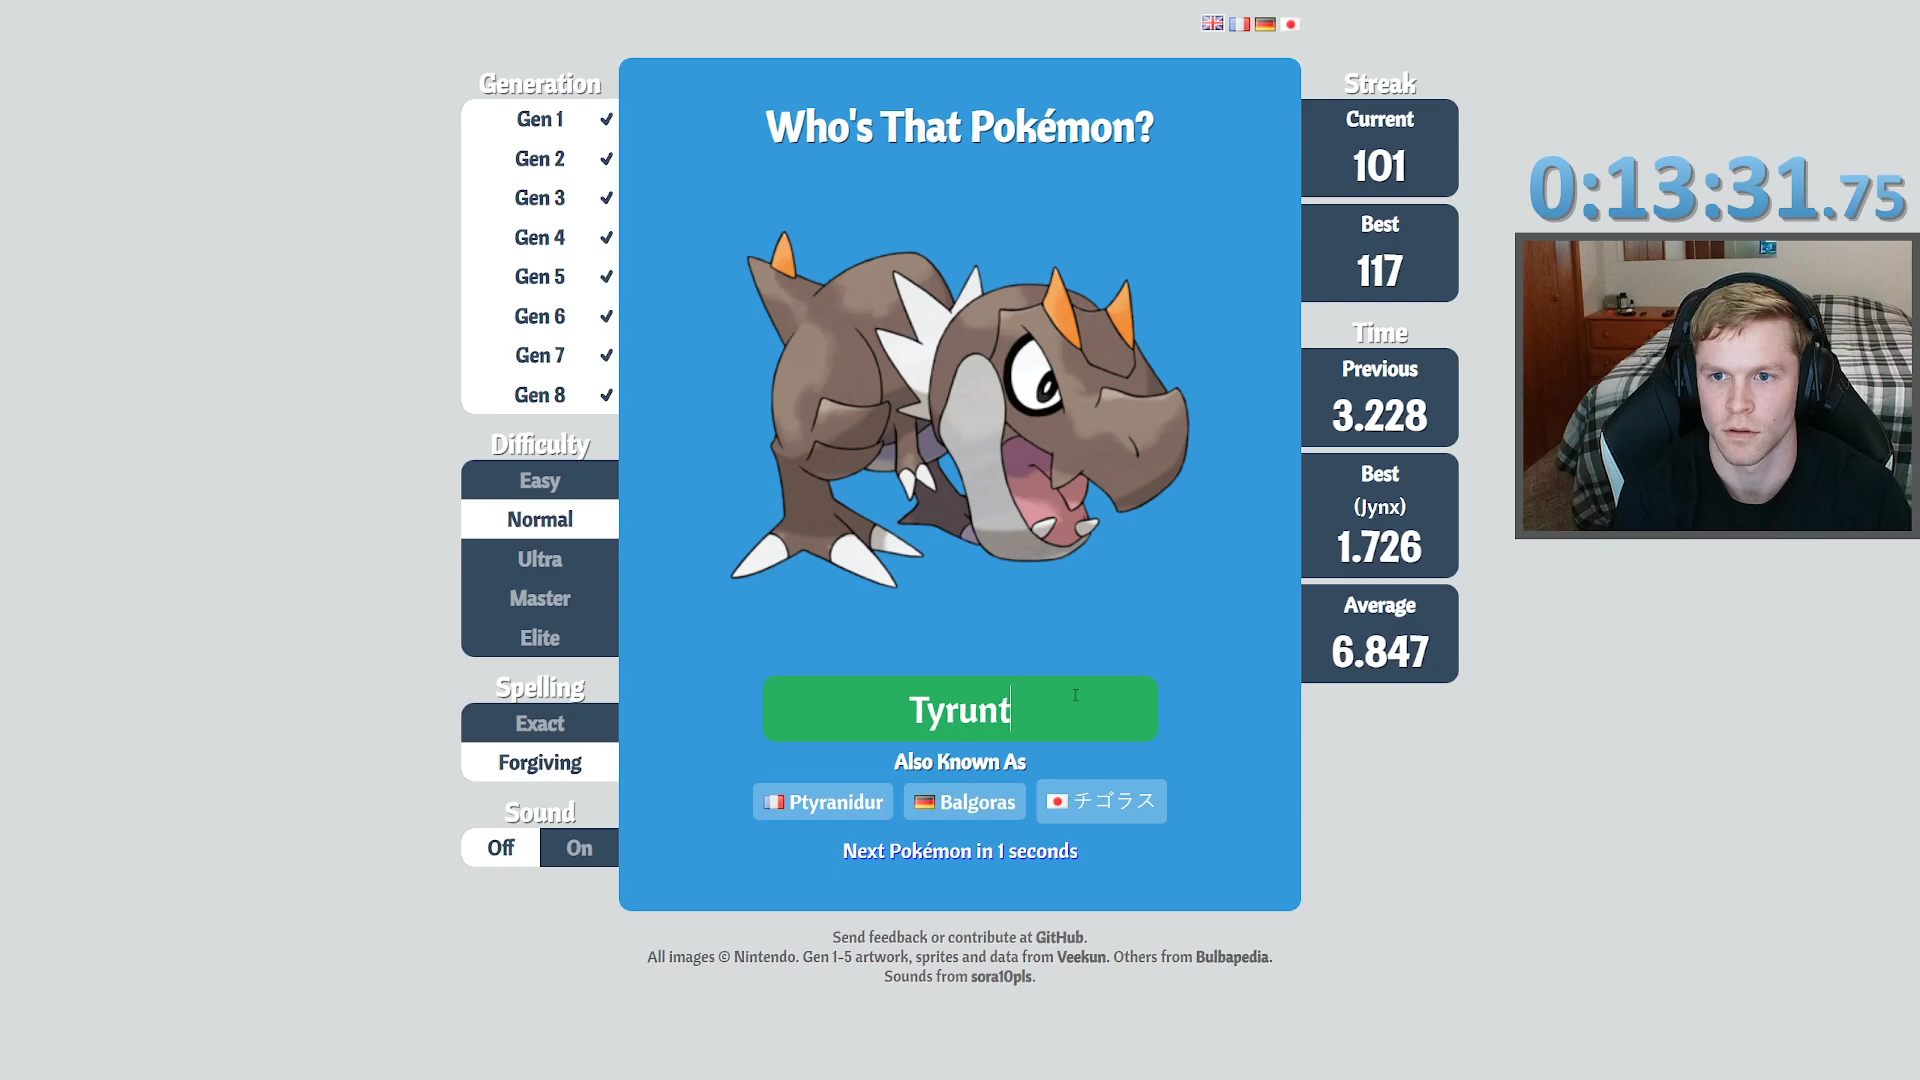 Generation
Gen 1
Gen 2
Gen 3
Gen 4
Gen 5
Gen 6
Gen 7
Gen 8
Difficulty
Easy
Normal
Ultra
Master
Elite
Spelling
Exact
Forgiving
Sound
Off On
Who's That Pokémon?
Tyrunt
Also Known As
Ptyranidur Balgoras チゴラス
Next Pokémon in 1 seconds
Streak
Current
101
Best
117
Time
Previous
3.228
Best
(Jynx)
1.726
Average
6.847
0:13:31.75
Send feedback or contribute at GitHub.
All images © Nintendo. Gen 1-5 artwork, sprites and data from Veekun. Others from Bulbapedia.
Sounds from sora10pls.